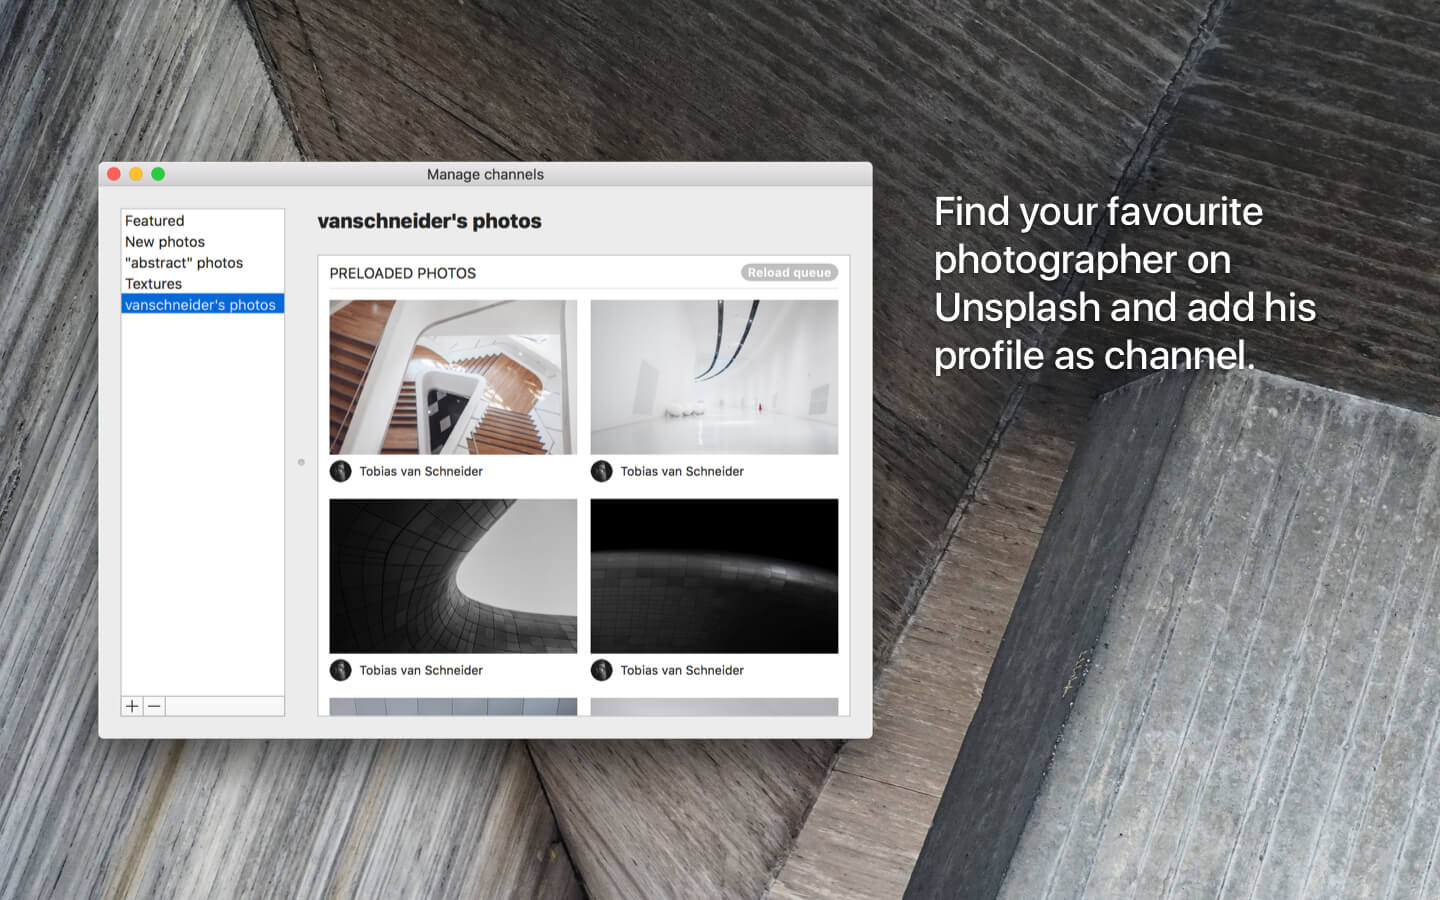 Manage channels
Featured
New photos
"abstract" photos
Textures
vanschneider's photos
vanschneider's photos
PRELOADED PHOTOS
Reload queue
Tobias van Schneider
Tobias van Schneider
Tobias van Schneider
Tobias van Schneider
Find your favourite
photographer on
Unsplash and add his
profile as channel.